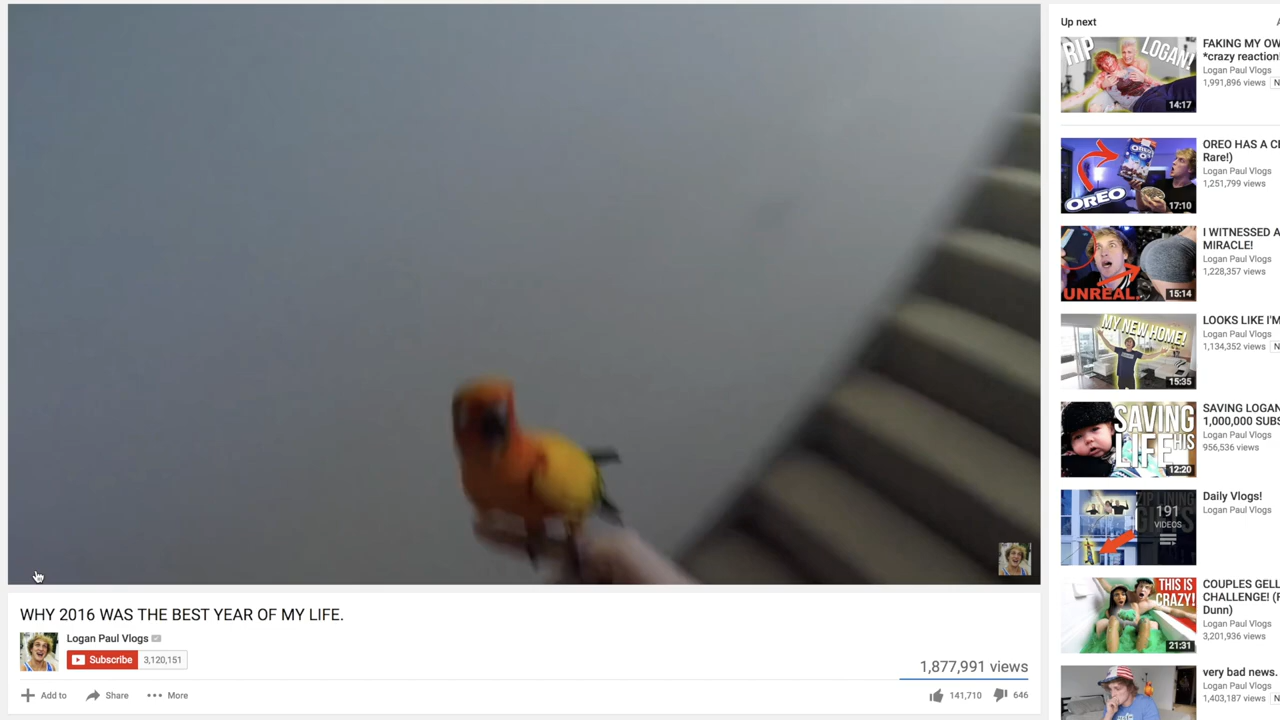 WHY 2016 WAS THE BEST YEAR OF MY LIFE.
Logan Paul Vlogs
Subscribe 3,120,151
1,877,991 views
Add to Share More
141,710 646
Up next
RIP LOGAN!
14:17
FAKING MY OW
*crazy reaction
Logan Paul Vlogs
1,991,896 views N
OREO
17:10
OREO HAS A C
Rare!)
Logan Paul Vlogs
1,251,799 views
UNREAL.
15:14
I WITNESSED A
MIRACLE!
Logan Paul Vlogs
1,228,357 views
MY NEW HOME!
15:35
LOOKS LIKE I'M
Logan Paul Vlogs
1,134,352 views N
SAVING
HIS
LIFE
12:20
SAVING LOGAN
1,000,000 SUBS
Logan Paul Vlogs
956,536 views
191
VIDEOS
Daily Vlogs!
Logan Paul Vlogs
THIS IS
CRAZY!
21:31
COUPLES GELL
CHALLENGE! (F
Dunn)
Logan Paul Vlogs
3,201,936 views
very bad news.
Logan Paul Vlogs
1,403,187 views N